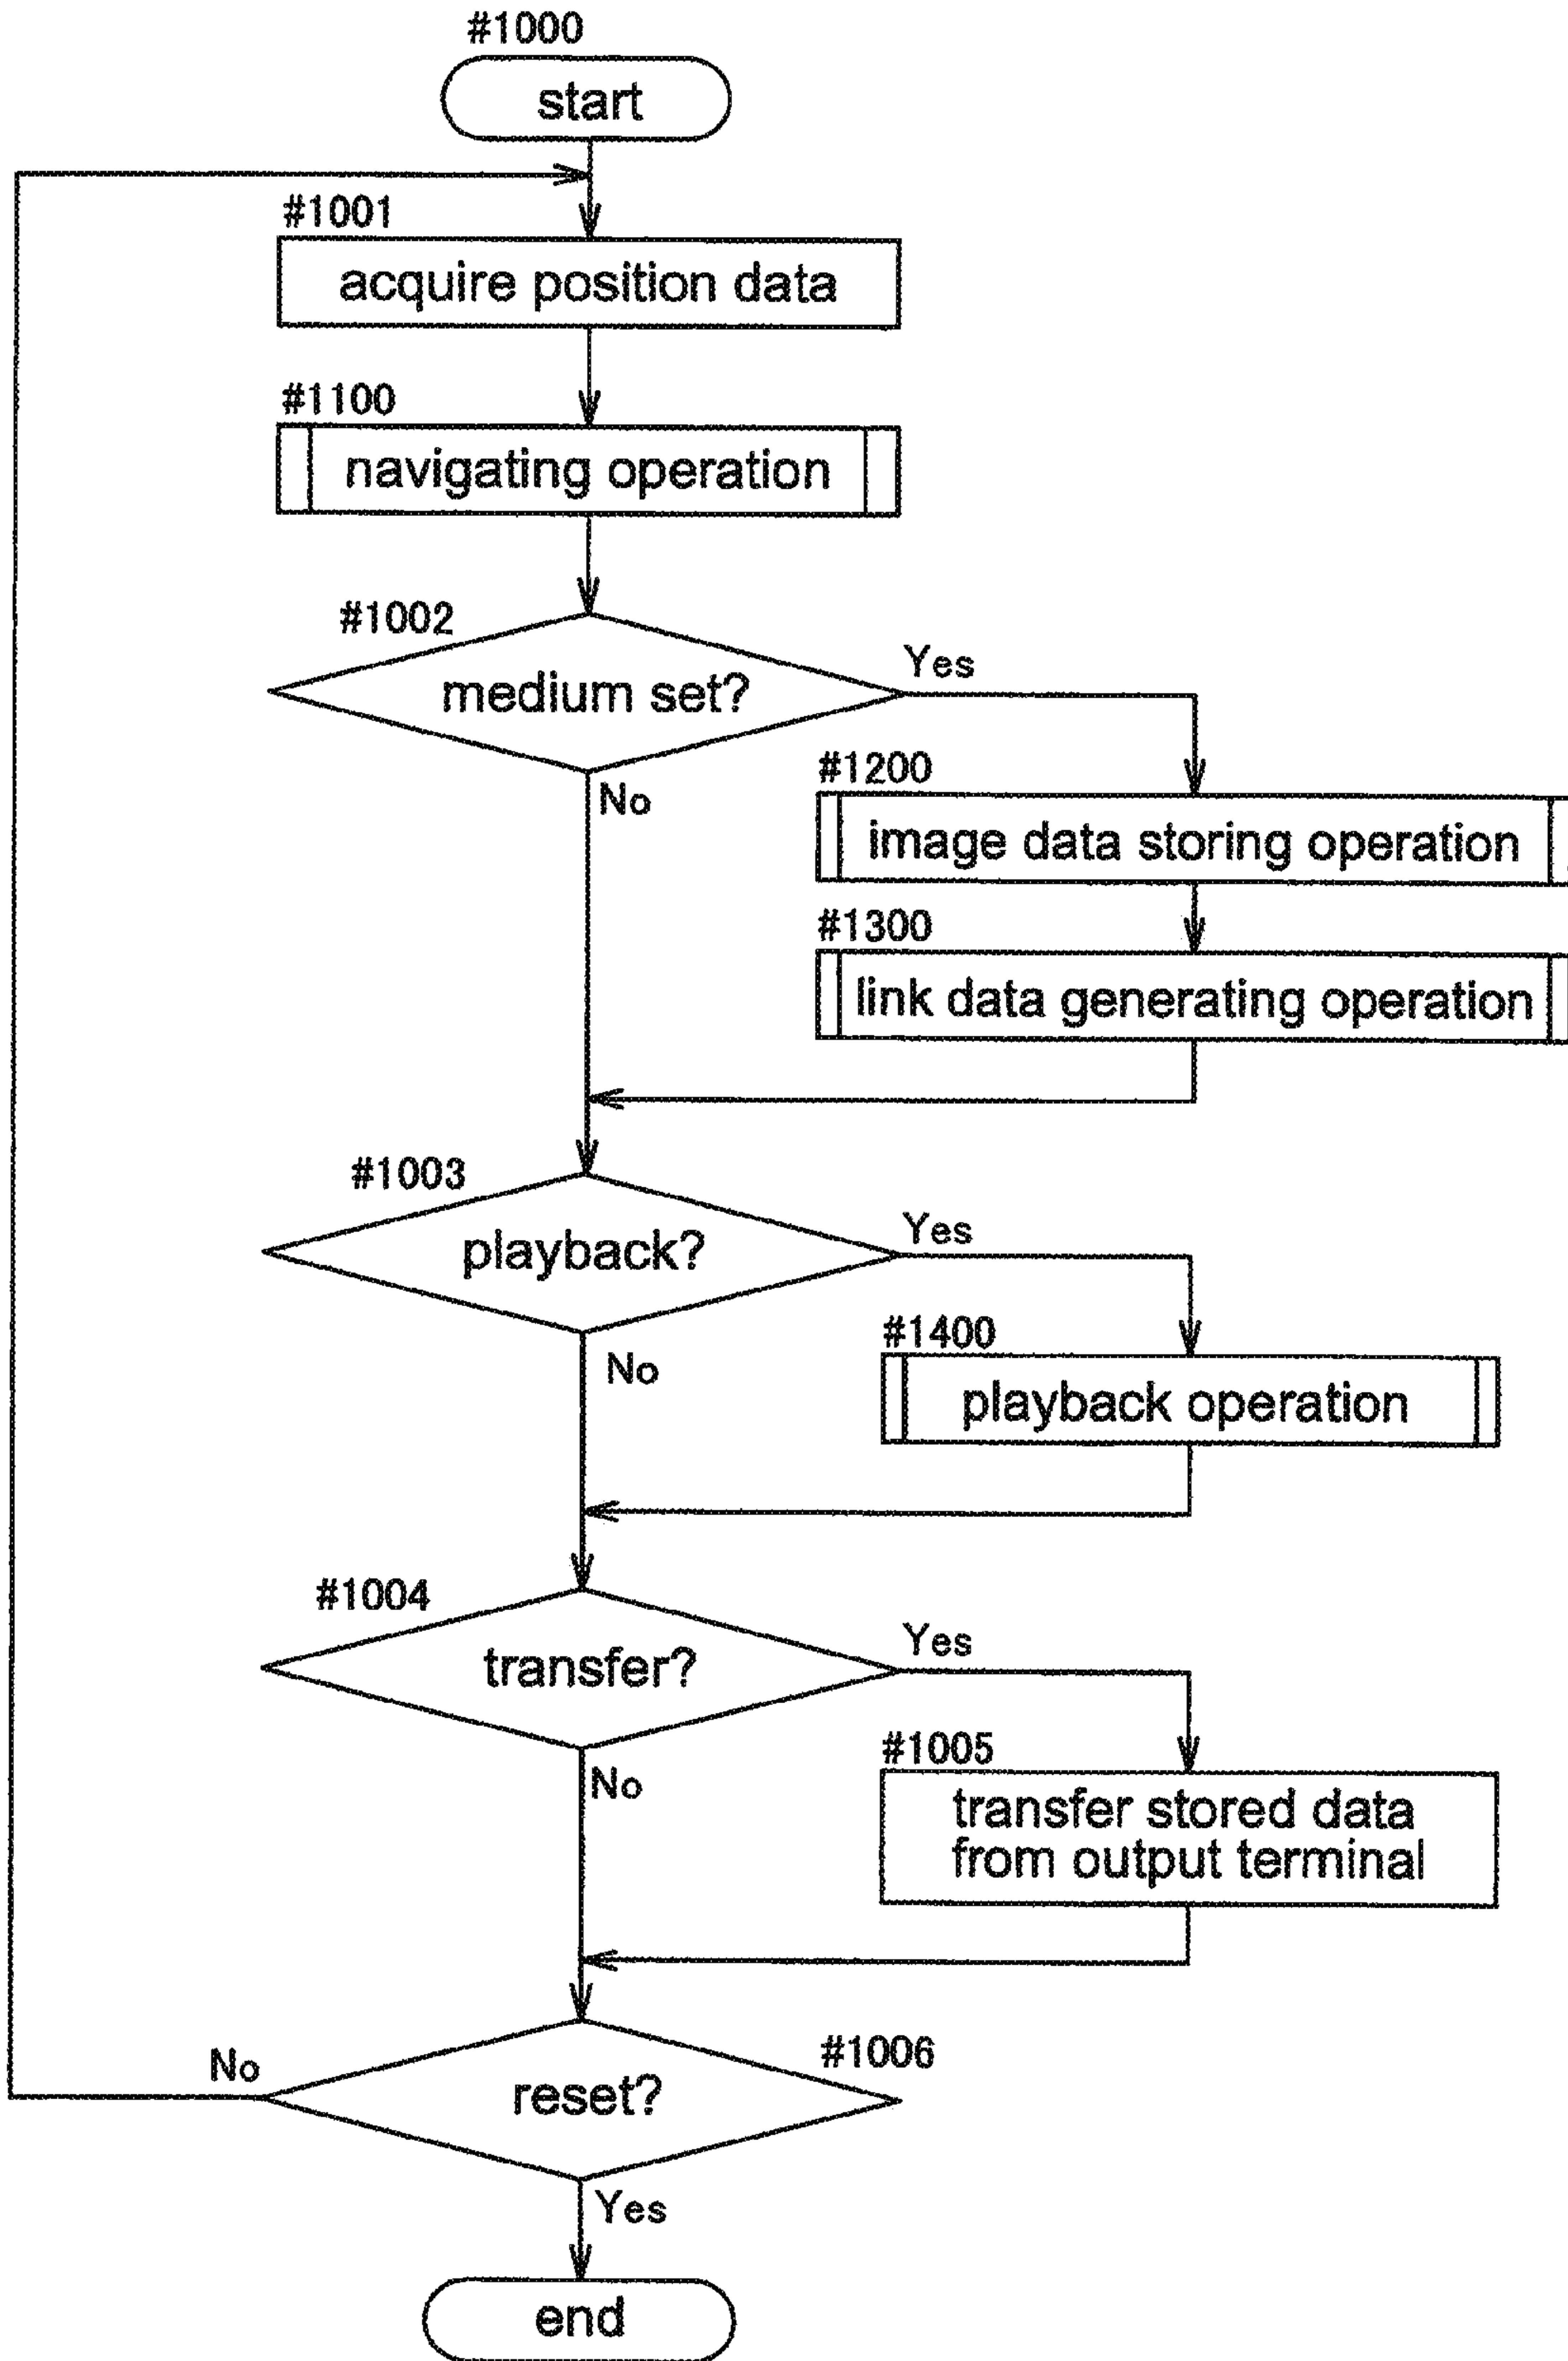 #1000
start
#1001
acquire position data
#1100
navigating operation
#1002
medium set?
Yes
No
#1200
image data storing operation
#1300
link data generating operation
#1003
playback?
Yes
No
#1400
playback operation
#1004
transfer?
Yes
No
#1005
transfer stored data
from output terminal
#1006
reset?
No
Yes
end